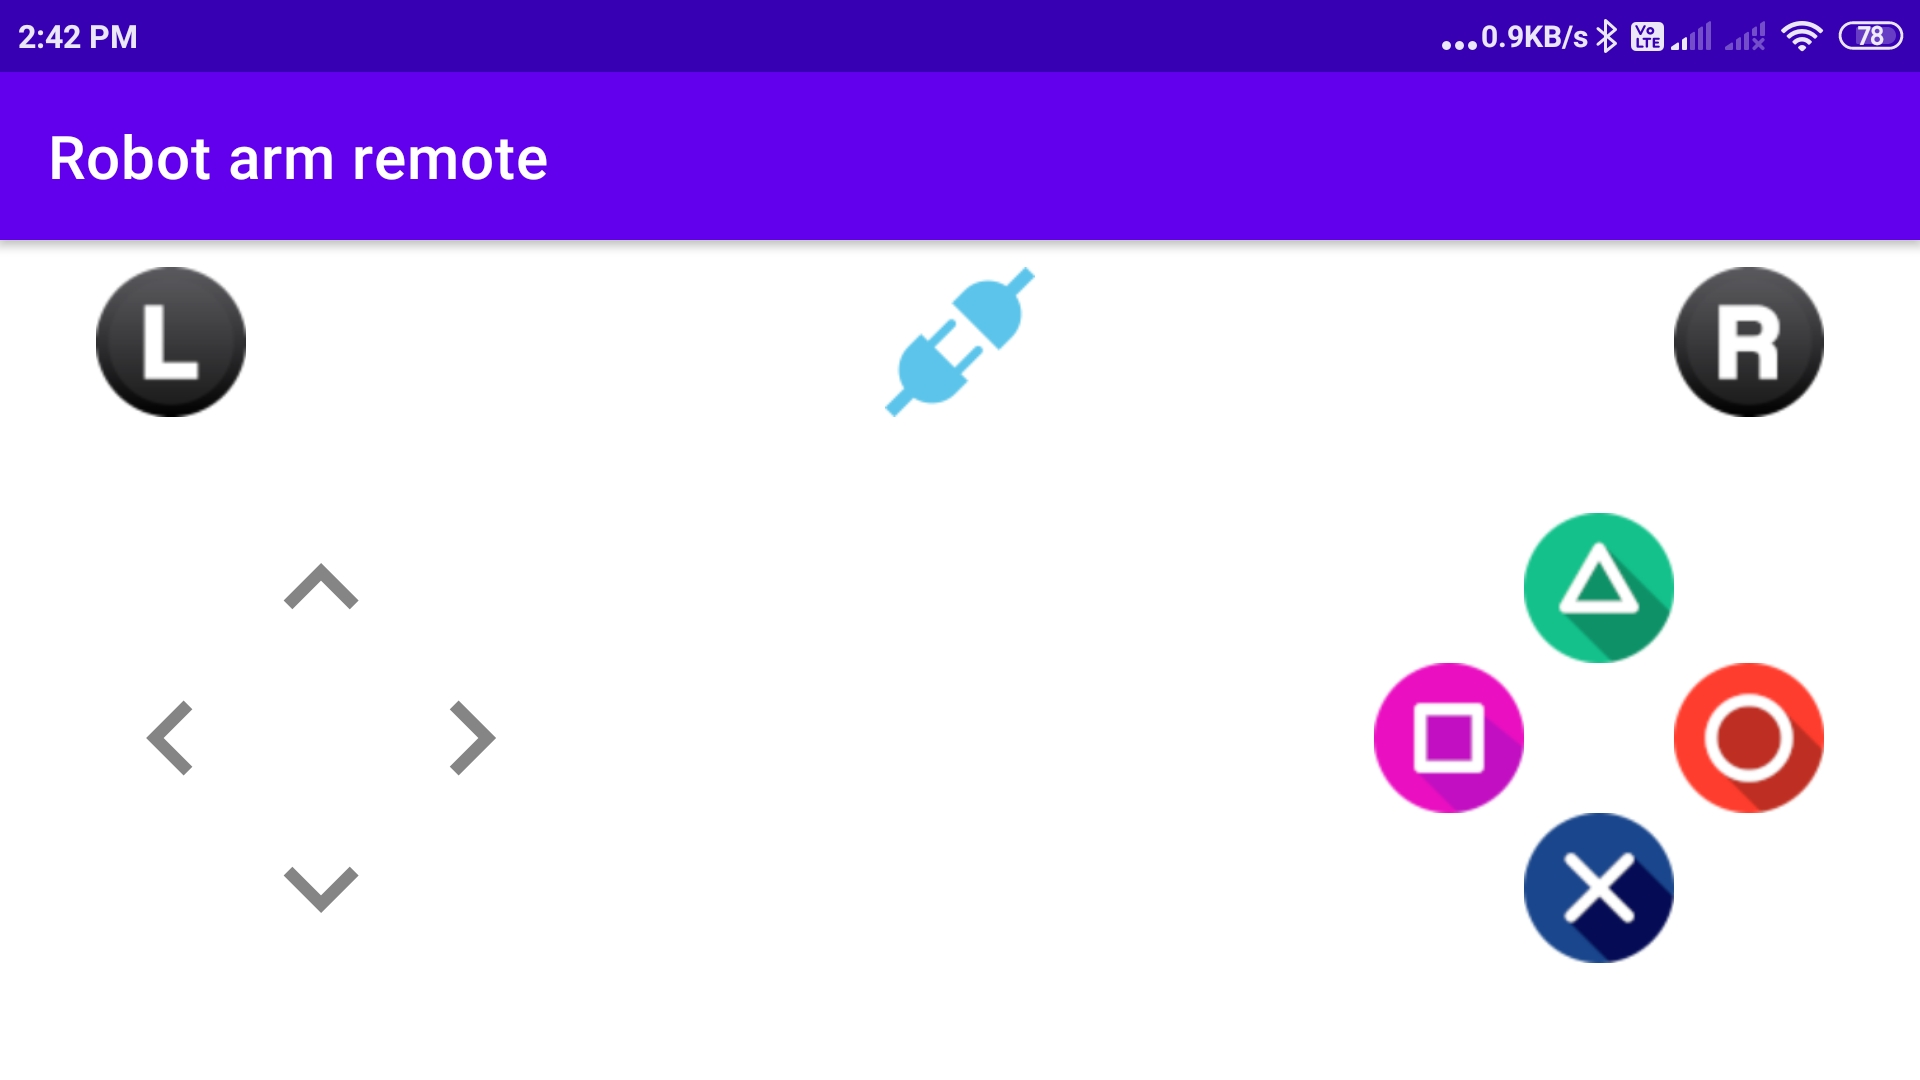 2:42 PM
...0.9KB/s Vo LTE 78
Robot arm remote
L
R